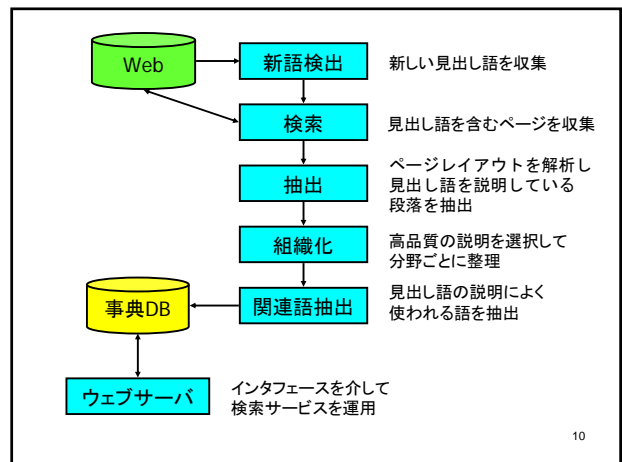 Web
新語検出
新しい見出し語を収集
検索
見出し語を含むページを収集
抽出
ページレイアウトを解析し
見出し語を説明している
段落を抽出
組織化
高品質の説明を選択して
分野ごとに整理
事典DB
関連語抽出
見出し語の説明によく
使われる語を抽出
ウェブサーバ
インタフェースを介して
検索サービスを運用
10